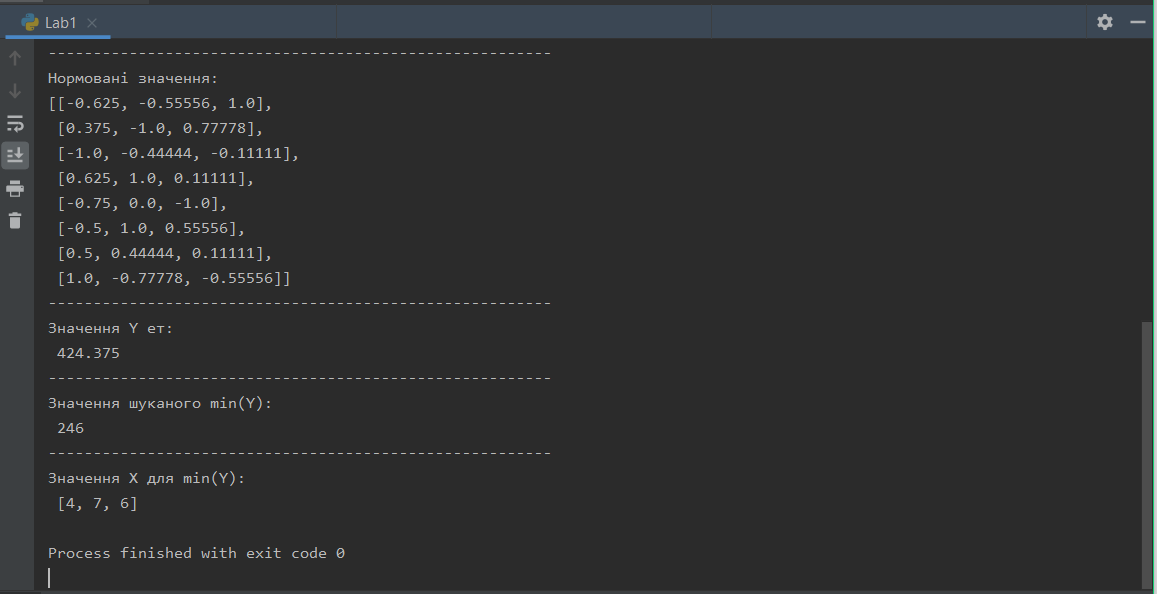 Lab1
-------------------------------------------------------
Нормовані значення:
[[-0.625, -0.55556, 1.0],
[0.375, -1.0, 0.77778],
[-1.0, -0.44444, -0.11111],
[0.625, 1.0, 0.11111],
[-0.75, 0.0, -1.0],
[-0.5, 1.0, 0.55556],
[0.5, 0.44444, 0.11111],
[1.0, -0.77778, -0.55556]]
-------------------------------------------------------
Значення Y ет:
424.375
-------------------------------------------------------
Значення шуканого min(Y):
246
-------------------------------------------------------
Значення X для min(Y):
[4, 7, 6]
Process finished with exit code 0